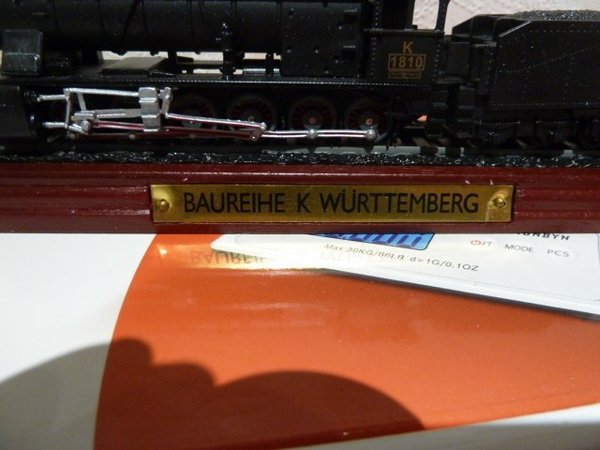 K
1810
BAUREIHE K WÜRTTEMBERG
Max:30KG/66LB d=1G/0.1OZ
MODE PCS